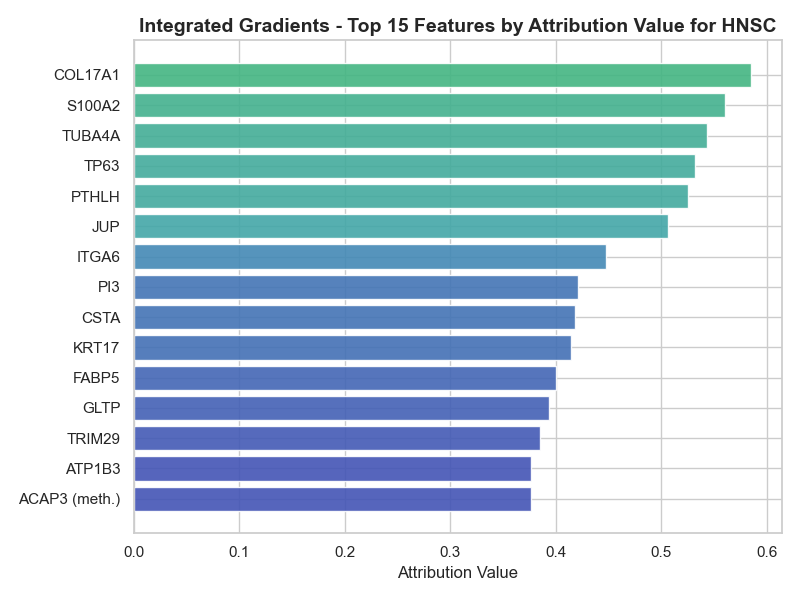 Integrated Gradients - Top 15 Features by Attribution Value for HNSC
COL17A1
S100A2
TUBA4A
TP63
PTHLH
JUP
ITGA6
PI3
CSTA
KRT17
FABP5
GLTP
TRIM29
ATP1B3
ACAP3 (meth.)
0.0 0.1 0.2 0.3 0.4 0.5 0.6
Attribution Value